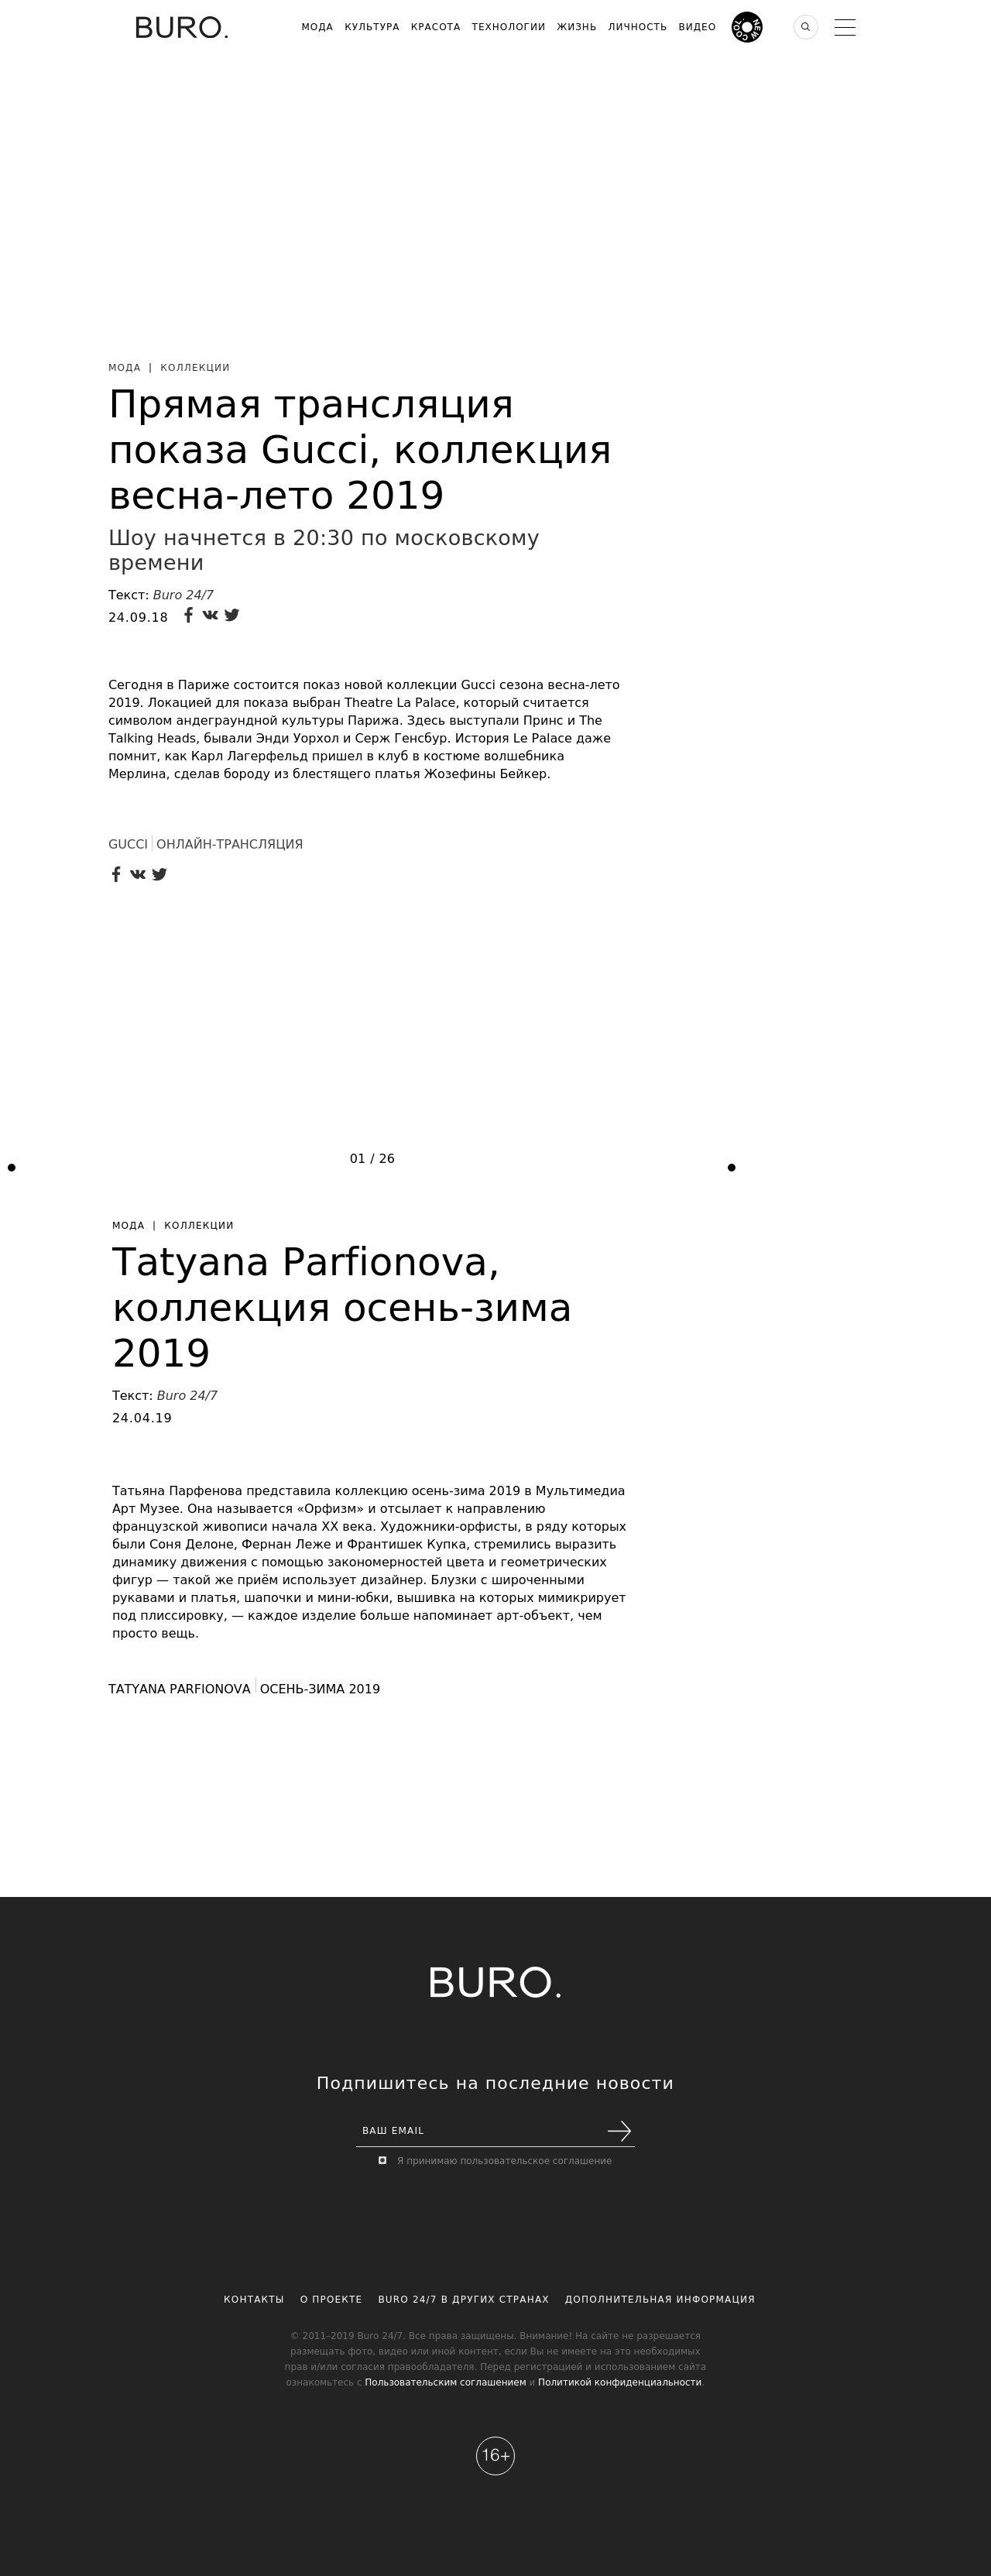 BURO.
МОДА КУЛЬТУРА КРАСОТА ТЕХНОЛОГИИ ЖИЗНЬ ЛИЧНОСТЬ ВИДЕО
МОДА | КОЛЛЕКЦИИ
Прямая трансляция
показа Gucci, коллекция
весна-лето 2019
Шоу начнется в 20:30 по московскому
времени
Текст: Buro 24/7
24.09.18
Сегодня в Париже состоится показ новой коллекции Gucci сезона весна-лето
2019. Локацией для показа выбран Theatre La Palace, который считается
символом андеграундной культуры Парижа. Здесь выступали Принс и The
Talking Heads, бывали Энди Уорхол и Серж Генсбур. История Le Palace даже
помнит, как Карл Лагерфельд пришел в клуб в костюме волшебника
Мерлина, сделав бороду из блестящего платья Жозефины Бейкер.
GUCCI ОНЛАЙН-ТРАНСЛЯЦИЯ
01 / 26
МОДА | КОЛЛЕКЦИИ
Tatyana Parfionova,
коллекция осень-зима
2019
Текст: Buro 24/7
24.04.19
Татьяна Парфенова представила коллекцию осень-зима 2019 в Мультимедиа
Арт Музее. Она называется «Орфизм» и отсылает к направлению
французской живописи начала XX века. Художники-орфисты, в ряду которых
были Соня Делоне, Фернан Леже и Франтишек Купка, стремились выразить
динамику движения с помощью закономерностей цвета и геометрических
фигур — такой же приём использует дизайнер. Блузки с широченными
рукавами и платья, шапочки и мини-юбки, вышивка на которых мимикрирует
под плиссировку, — каждое изделие больше напоминает арт-объект, чем
просто вещь.
TATYANA PARFIONOVA ОСЕНЬ-ЗИМА 2019
BURO.
Подпишитесь на последние новости
ВАШ EMAIL
Я принимаю пользовательское соглашение
КОНТАКТЫ О ПРОЕКТЕ BURO 24/7 В ДРУГИХ СТРАНАХ ДОПОЛНИТЕЛЬНАЯ ИНФОРМАЦИЯ
© 2011–2019 Buro 24/7. Все права защищены. Внимание! На сайте не разрешается
размещать фото, видео или иной контент, если Вы не имеете на это необходимых
прав и/или согласия правообладателя. Перед регистрацией и использованием сайта
ознакомьтесь с Пользовательским соглашением и Политикой конфиденциальности.
16+